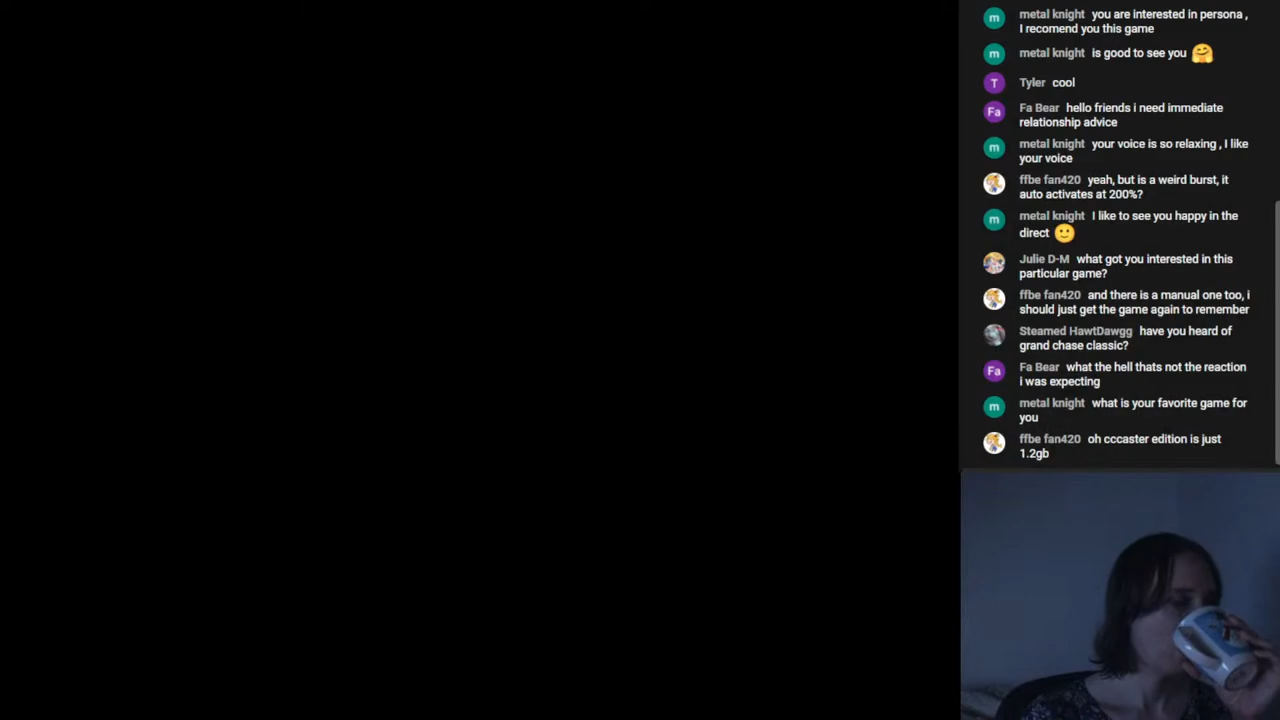 metal knight you are interested in persona ,
I recomend you this game
metal knight is good to see you 🤗
T Tyler cool
Fa Fa Bear hello friends i need immediate
relationship advice
m metal knight your voice is so relaxing , I like
your voice
ffbe fan420 yeah, but is a weird burst, it
auto activates at 200%?
m metal knight I like to see you happy in the
direct 🙂
Julie D-M what got you interested in this
particular game?
ffbe fan420 and there is a manual one too, i
should just get the game again to remember
Steamed HawtDawgg have you heard of
grand chase classic?
Fa Fa Bear what the hell thats not the reaction
i was expecting
m metal knight what is your favorite game for
you
ffbe fan420 oh cccaster edition is just
1.2gb